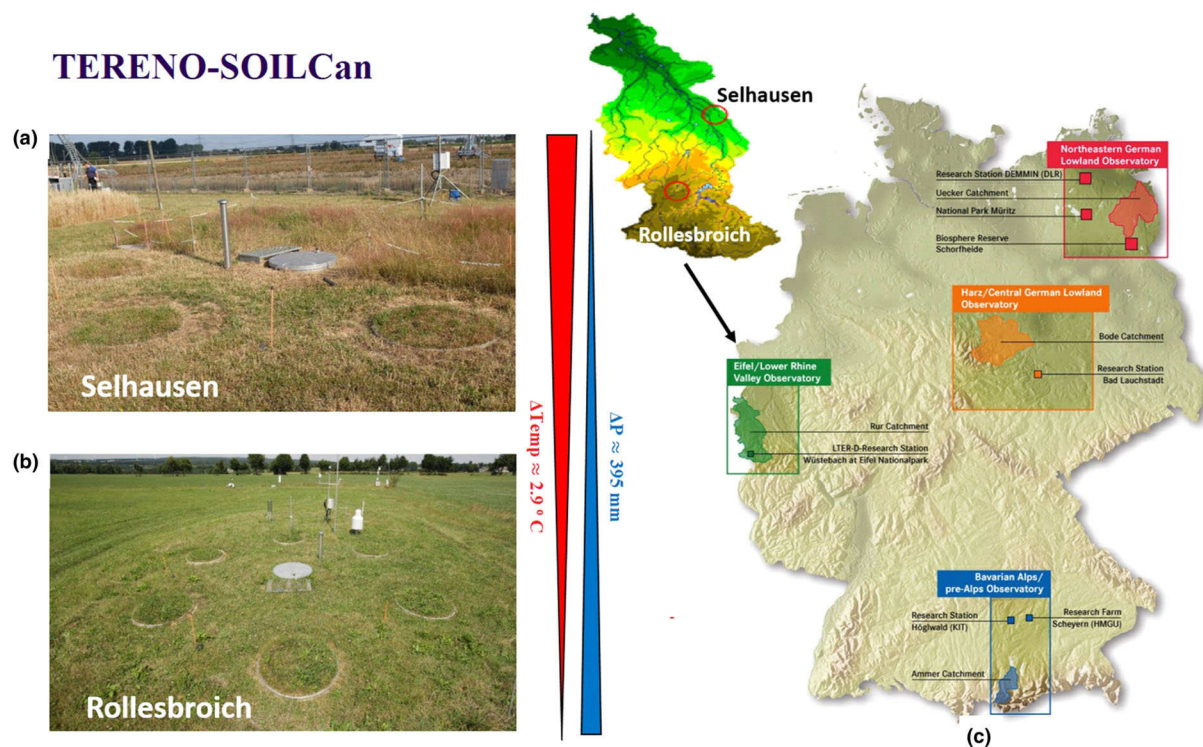 TERENO-SOILCan
(a)
Selhausen
(b)
Rollesbroich
ΔTemp ≈ 2.9 ° C
ΔP ≈ 395 mm
Selhausen
Rollesbroich
Northeastern German
Lowland Observatory
Research Station DEMMIN (DLR)
Uecker Catchment
National Park Müritz
Biosphere Reserve
Schorfheide
Harz/Central German Lowland
Observatory
Bode Catchment
Research Station
Bad Lauchstadt
Eifel/Lower Rhine
Valley Observatory
Rur Catchment
LTER-D-Research Station
Wüstebach at Eifel Nationalpark
Bavarian Alps/
pre-Alps Observatory
Research Station
Höglwald (KIT)
Research Farm
Scheyern (HMGU)
Ammer Catchment
(c)